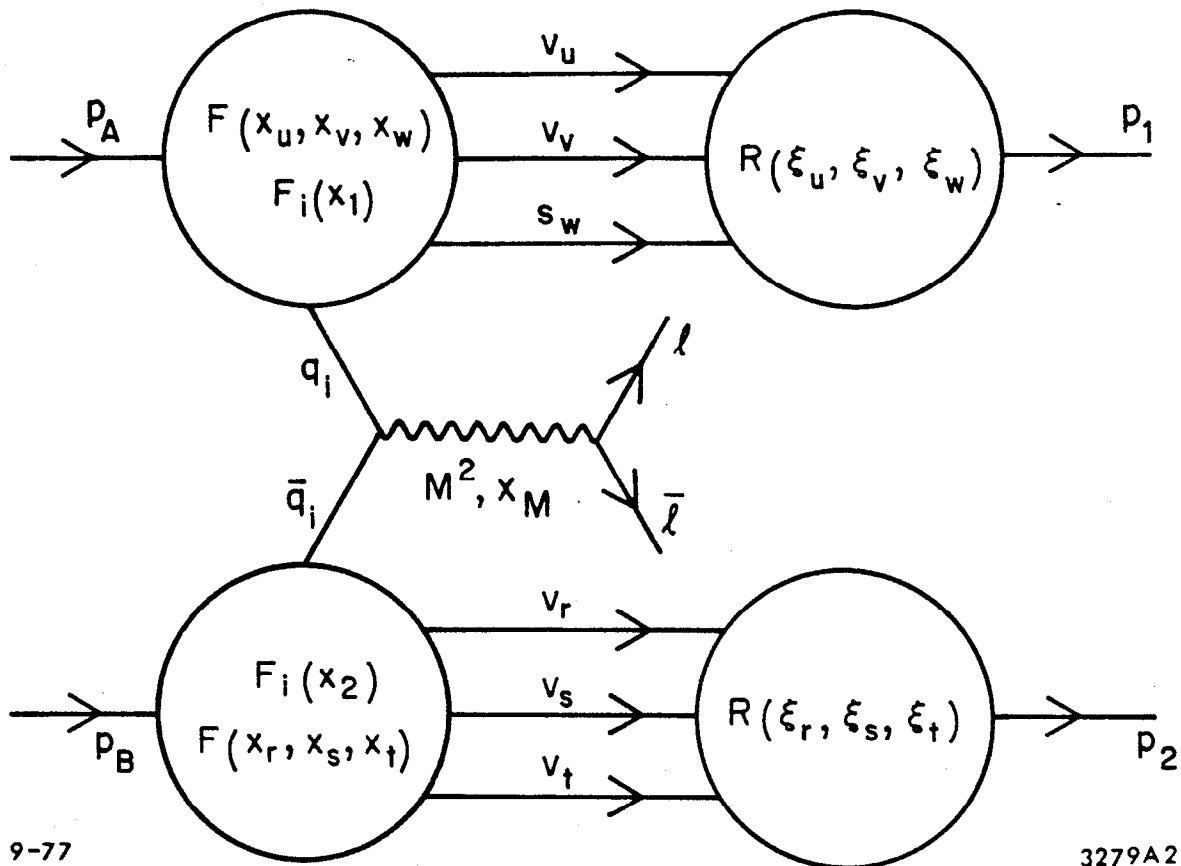 v_u
p_A
F(x_u, x_v, x_w)
F_i(x_1)
v_v
s_w
R(ξ_u, ξ_v, ξ_w)
p_1
q_i
ℓ
M^2, x_M
q̄_i
ℓ̄
v_r
F_i(x_2)
F(x_r, x_s, x_t)
p_B
v_s
v_t
R(ξ_r, ξ_s, ξ_t)
p_2
9-77
3279A2